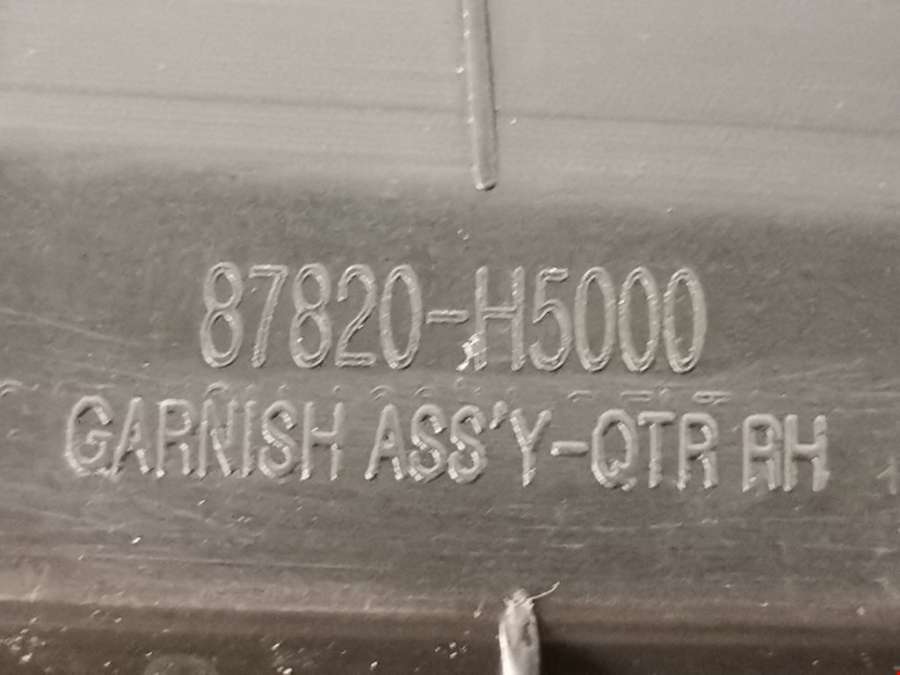 87820-H5000
GARNISH ASS'Y-QTR RH